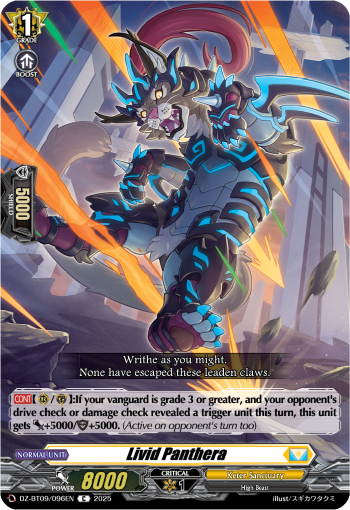 1
GRADE
BOOST
5000
SHIELD
Writhe as you might.
None have escaped these leaden claws.
CONT【 / 】:If your vanguard is grade 3 or greater, and your opponent's
drive check or damage check revealed a trigger unit this turn, this unit
gets +5000/+5000. (Active on opponent's turn too)
NORMAL UNIT
Livid Panthera
POWER 8000
CRITICAL
1
Keter Sanctuary
High Beast
DZ-BT09/096EN C 2025
illust/スギカワタクミ